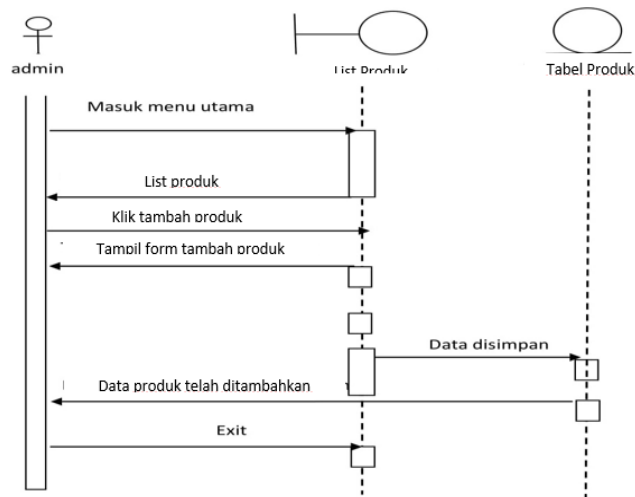 admin
List Produk
Tabel Produk
Masuk menu utama
List produk
Klik tambah produk
Tampil form tambah produk
Data disimpan
Data produk telah ditambahkan
Exit